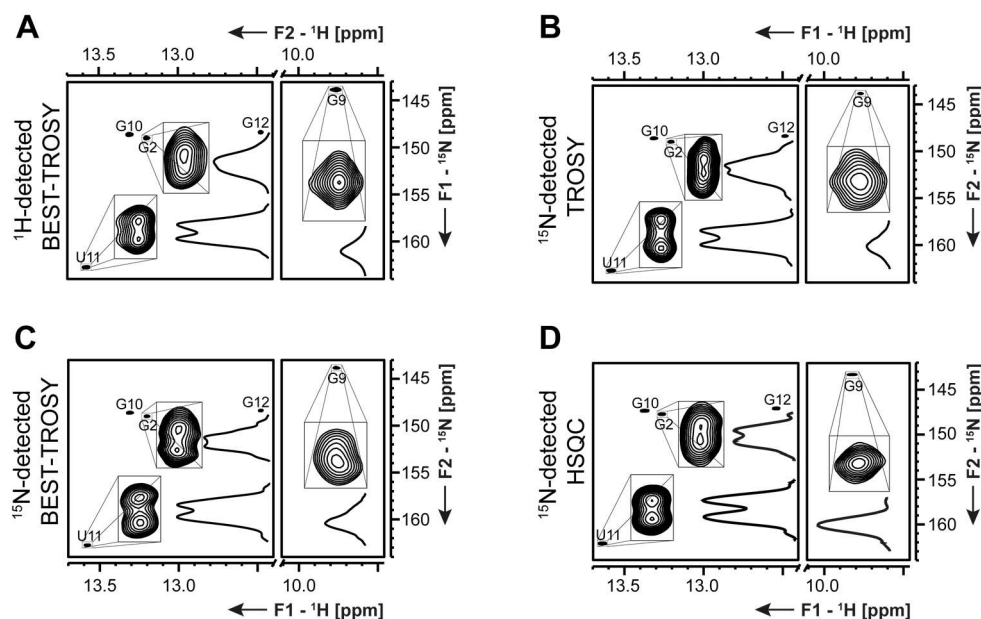 A
F2 - ¹H [ppm]
13.5 13.0 10.0
¹H-detected
BEST-TROSY
G10
G2
G12
G9
U11
145
150
155
160
F1 - ¹⁵N [ppm]
B
F1 - ¹H [ppm]
13.5 13.0 10.0
¹⁵N-detected
TROSY
G10
G2
G12
G9
U11
145
150
155
160
F2 - ¹⁵N [ppm]
C
¹⁵N-detected
BEST-TROSY
G10
G2
G12
G9
U11
145
150
155
160
F2 - ¹⁵N [ppm]
13.5 13.0 10.0
F1 - ¹H [ppm]
D
¹⁵N-detected
HSQC
G10
G2
G12
G9
U11
145
150
155
160
F2 - ¹⁵N [ppm]
13.5 13.0 10.0
F1 - ¹H [ppm]